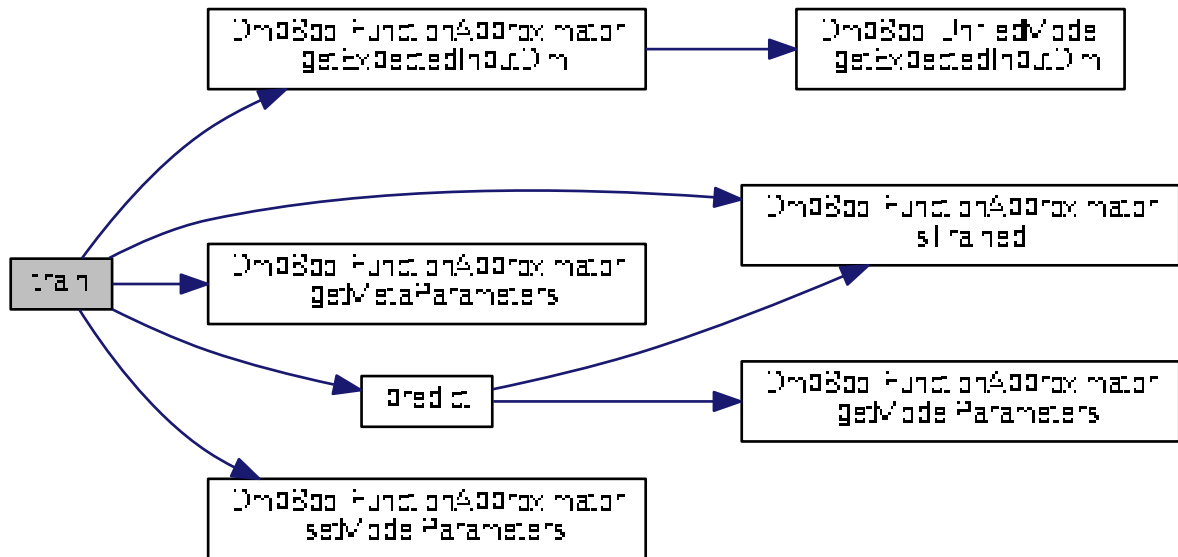 DmpBbo::FunctionApproximator
::getExpectedInputDim
DmpBbo::UnifiedModel
::getExpectedInputDim
DmpBbo::FunctionApproximator
::isTrained
train
DmpBbo::FunctionApproximator
::getMetaParameters
predict
DmpBbo::FunctionApproximator
::getModelParameters
DmpBbo::FunctionApproximator
::setModelParameters